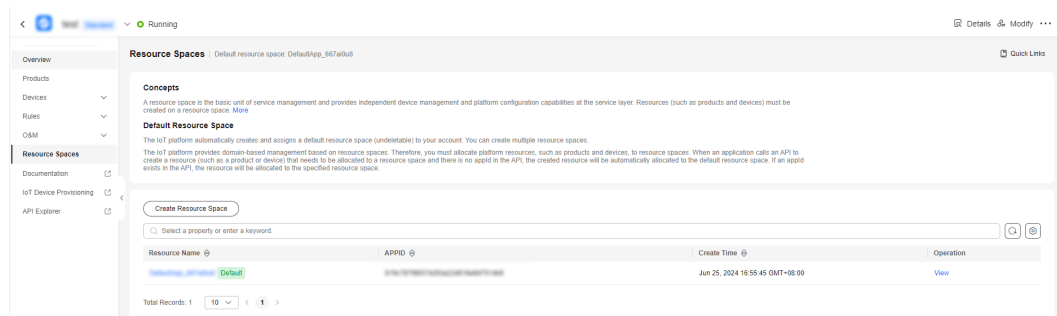 Running
Details
Modify
Overview
Products
Devices
Rules
O&M
Resource Spaces
Documentation
IoT Device Provisioning
API Explorer
Resource Spaces
Default resource space: DefaultApp_667ai0u8
Quick Links
Concepts
A resource space is the basic unit of service management and provides independent device management and platform configuration capabilities at the service layer. Resources (such as products and devices) must be
created on a resource space. More
Default Resource Space
The IoT platform automatically creates and assigns a default resource space (undeletable) to your account. You can create multiple resource spaces.
The IoT platform provides domain-based management based on resource spaces. Therefore, you must allocate platform resources, such as products and devices, to resource spaces. When an application calls an API to
create a resource (such as a product or device) that needs to be allocated to a resource space and there is no appId in the API, the created resource will be automatically allocated to the default resource space. If an appId
exists in the API, the resource will be allocated to the specified resource space.
Create Resource Space
Select a property or enter a keyword.
Resource Name APPID Create Time Operation
Default Jun 25, 2024 16:55:45 GMT+08:00 View
Total Records: 1 10 1